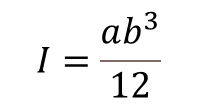 I = ab³/12